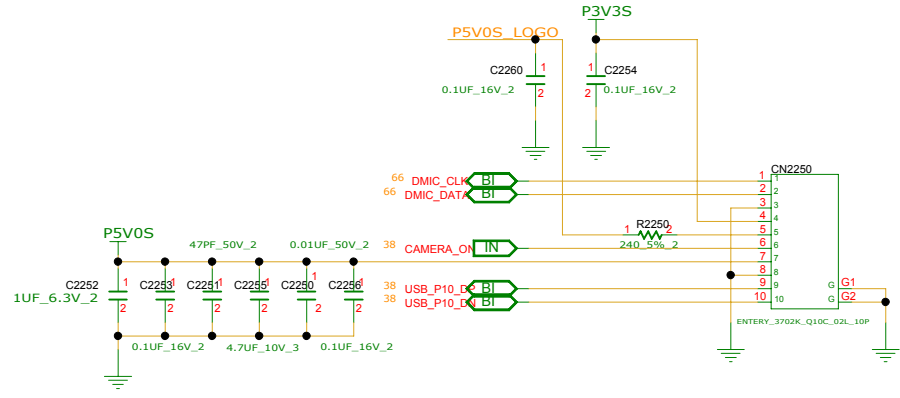 P3V3S
P5V0S_LOGO
C2260 1
2
0.1UF_16V_2
C2254
1
2
0.1UF_16V_2
CN2250
66 DMIC_CLK BI 1 1
66 DMIC_DATA BI 2 2
3 3
4 4
R2250
1 2 5 5
240_5%_2
38 CAMERA_ON IN 6 6
P5V0S
47PF_50V_2 0.01UF_50V_2
7 7
8 8
C2252 1 C2253 1 C2251 1 C2255 1 C2250 1 C2256 1
1UF_6.3V_2
2 2 2 2 2 2
38 USB_P10_DP BI 9 9 G G1
38 USB_P10_DN BI 10 10 G G2
ENTERY_3702K_Q10C_02L_10P
0.1UF_16V_2 4.7UF_10V_3 0.1UF_16V_2